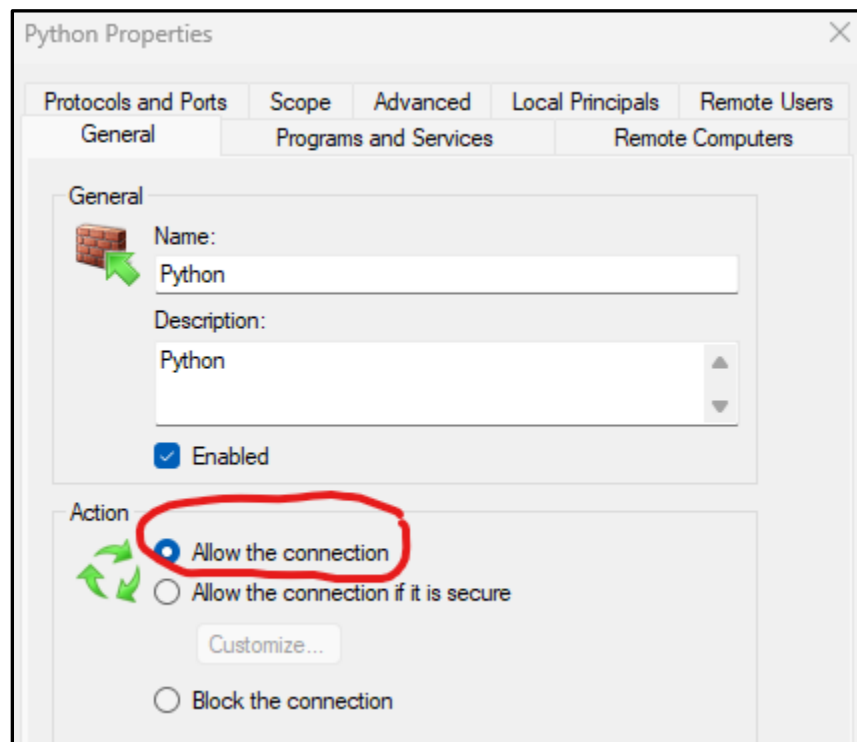 Python Properties
Protocols and Ports Scope Advanced Local Principals Remote Users
General Programs and Services Remote Computers
General
Name:
Python
Description:
Python
Enabled
Action
Allow the connection
Allow the connection if it is secure
Customize...
Block the connection